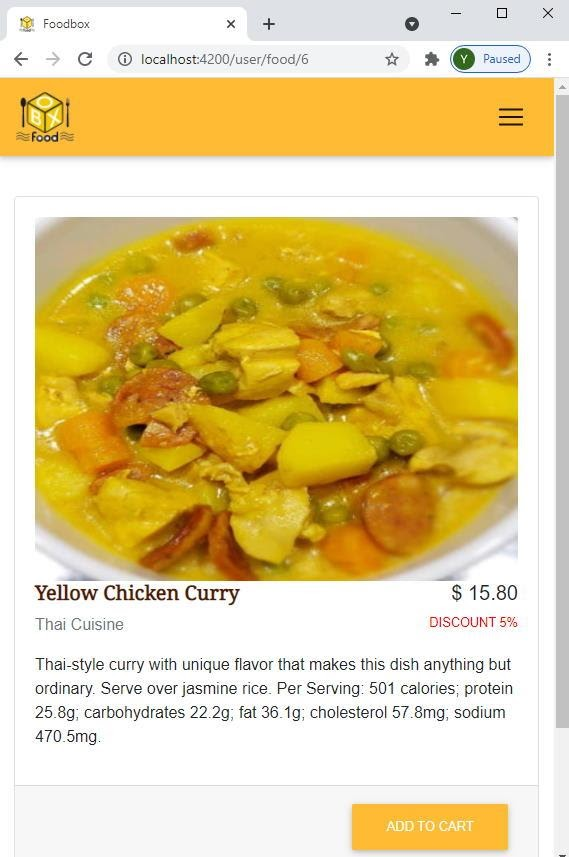 Foodbox
localhost:4200/user/food/6
Y
Paused
O
B X
food
Yellow Chicken Curry
$ 15.80
Thai Cuisine
DISCOUNT 5%
Thai-style curry with unique flavor that makes this dish anything but
ordinary. Serve over jasmine rice. Per Serving: 501 calories; protein
25.8g; carbohydrates 22.2g; fat 36.1g; cholesterol 57.8mg; sodium
470.5mg.
ADD TO CART